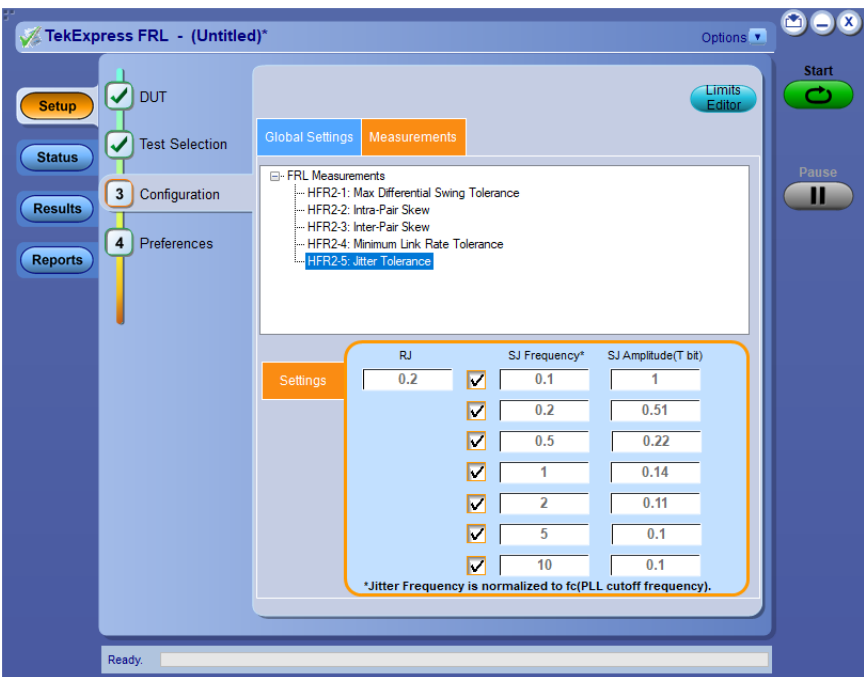 TekExpress FRL - (Untitled)*
Options
Start
Pause
Setup
Status
Results
Reports
DUT
Test Selection
3 Configuration
4 Preferences
Limits
Editor
Global Settings Measurements
FRL Measurements
HFR2-1: Max Differential Swing Tolerance
HFR2-2: Intra-Pair Skew
HFR2-3: Inter-Pair Skew
HFR2-4: Minimum Link Rate Tolerance
HFR2-5: Jitter Tolerance
Settings
RJ SJ Frequency* SJ Amplitude(T bit)
0.2 0.1 1
0.2 0.51
0.5 0.22
1 0.14
2 0.11
5 0.1
10 0.1
*Jitter Frequency is normalized to fc(PLL cutoff frequency).
Ready.